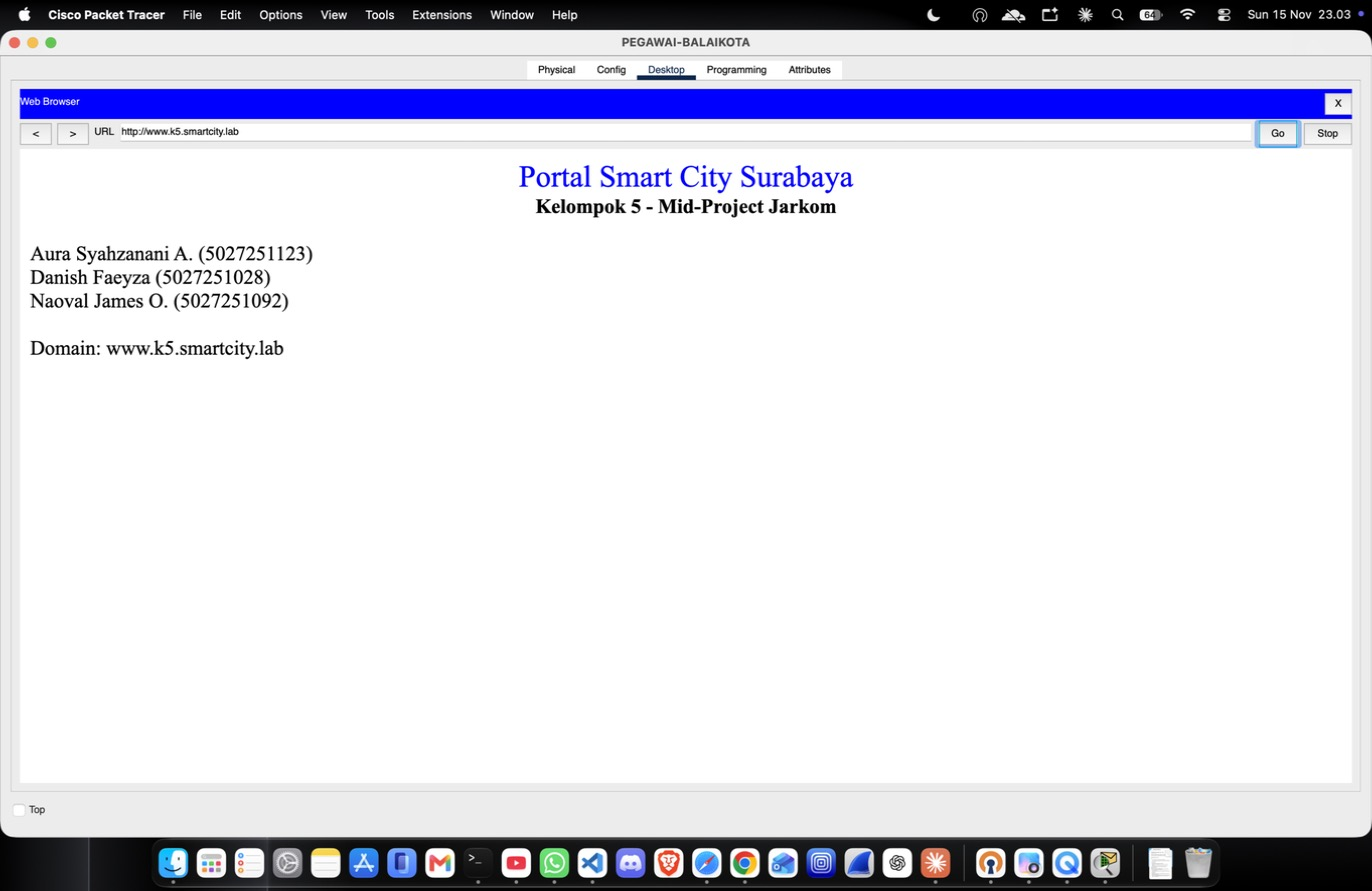 Cisco Packet Tracer File Edit Options View Tools Extensions Window Help 64 Sun 15 Nov 23.03
PEGAWAI-BALAIKOTA
Physical Config Desktop Programming Attributes
Web Browser X
< > URL http://www.k5.smartcity.lab Go Stop
Portal Smart City Surabaya
Kelompok 5 - Mid-Project Jarkom
Aura Syahzanani A. (5027251123)
Danish Faeyza (5027251028)
Naoval James O. (5027251092)
Domain: www.k5.smartcity.lab
Top